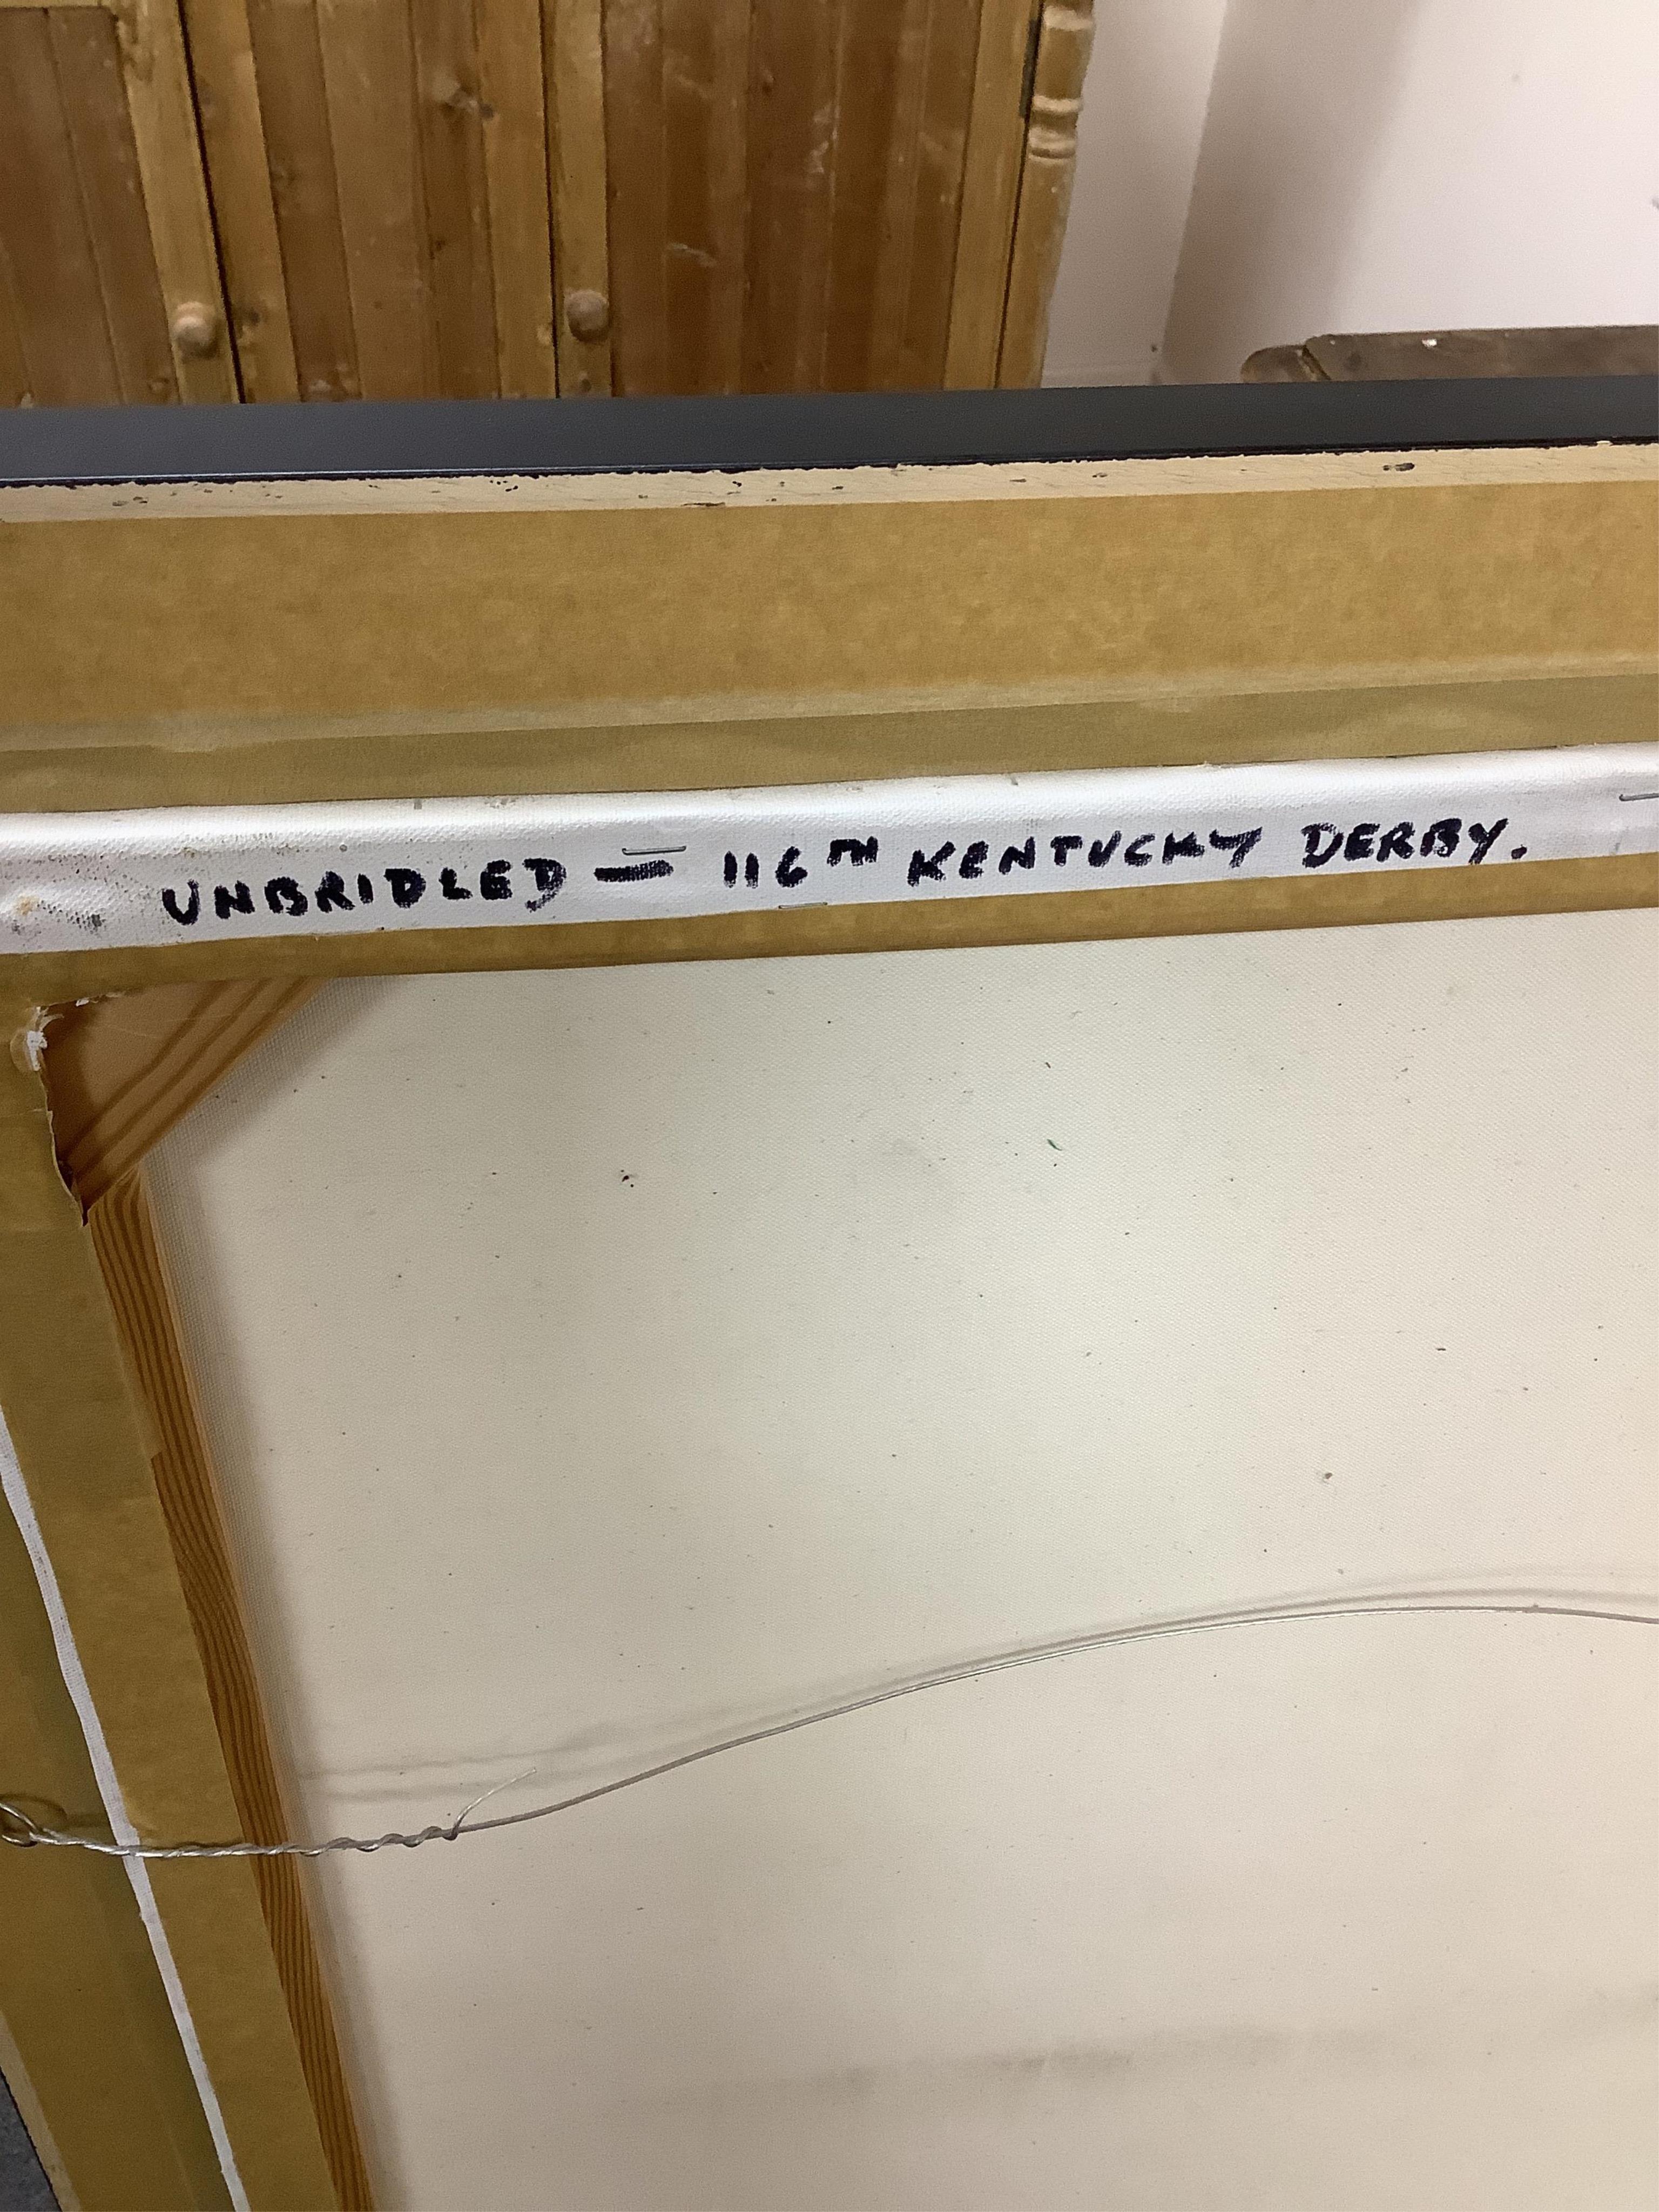 UNBRIDLED — 116TH KENTUCKY DERBY.